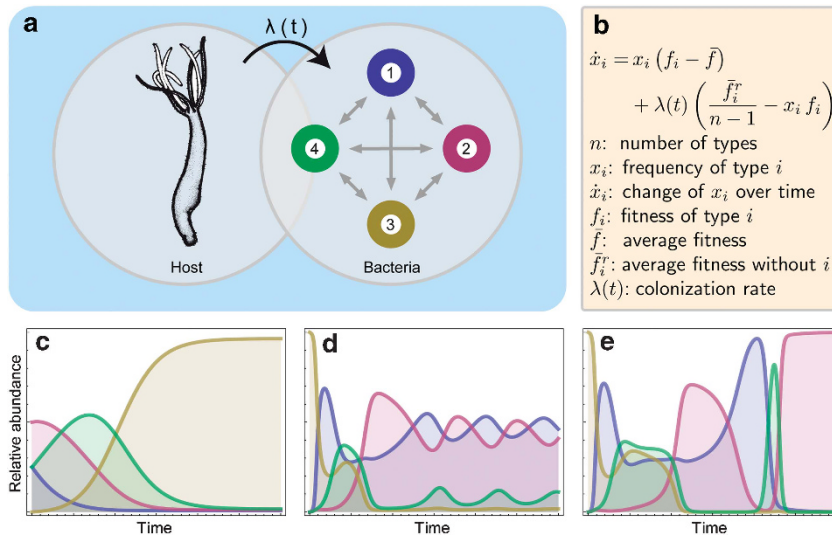 a
λ(t)
1
4
2
3
Host
Bacteria
b
ẋᵢ = xᵢ (fᵢ − f̄)
+ λ(t) (f̄ᵢʳ / (n − 1) − xᵢ fᵢ)
n: number of types
xᵢ: frequency of type i
ẋᵢ: change of xᵢ over time
fᵢ: fitness of type i
f̄: average fitness
f̄ᵢʳ: average fitness without i
λ(t): colonization rate
c
d
e
Relative abundance
Time
Time
Time